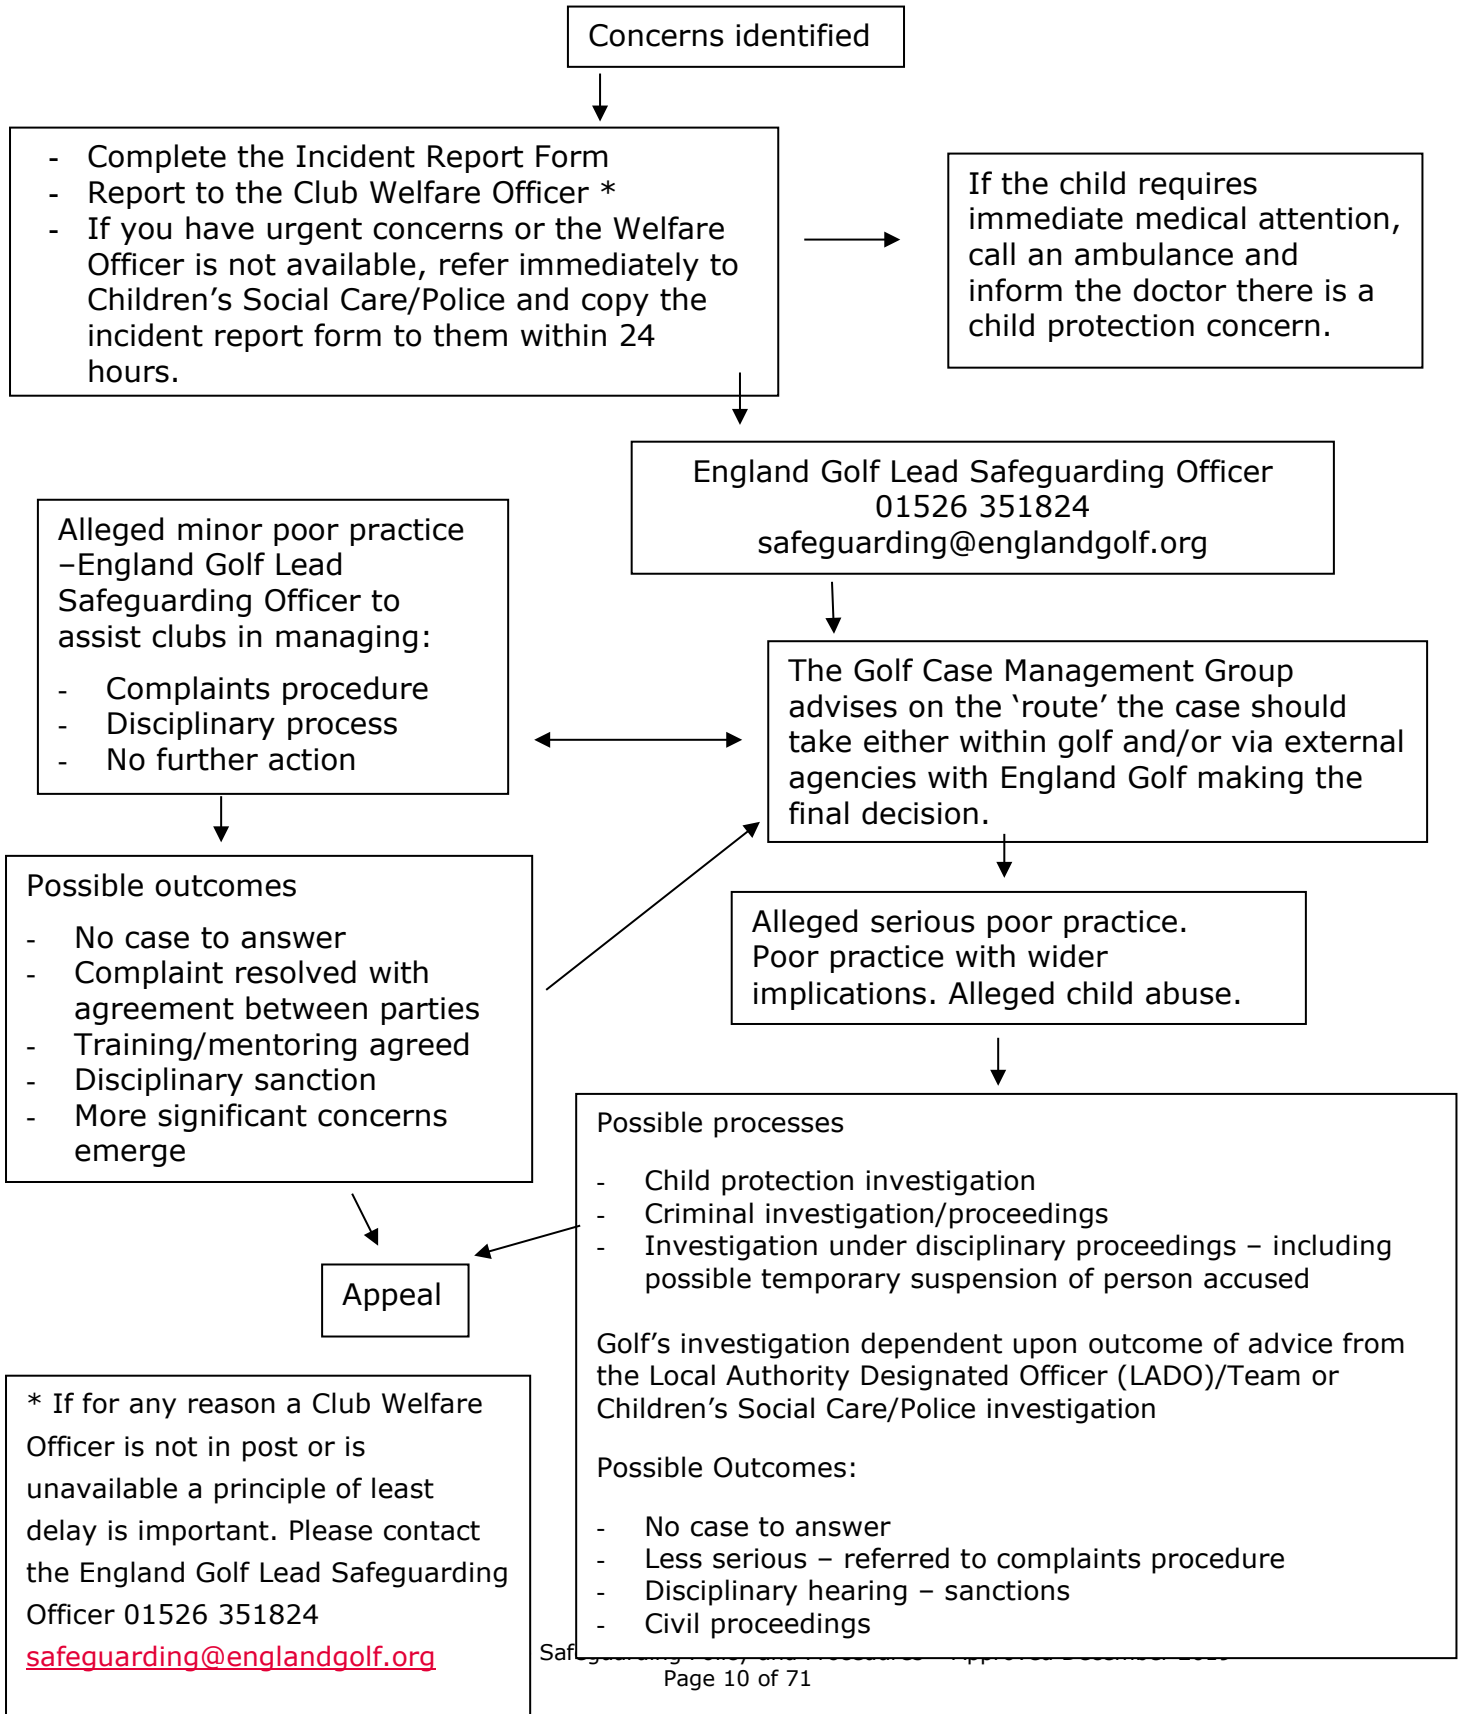 Concerns identified
- Complete the Incident Report Form
- Report to the Club Welfare Officer *
- If you have urgent concerns or the Welfare
Officer is not available, refer immediately to
Children’s Social Care/Police and copy the
incident report form to them within 24
hours.
If the child requires
immediate medical attention,
call an ambulance and
inform the doctor there is a
child protection concern.
England Golf Lead Safeguarding Officer
01526 351824
safeguarding@englandgolf.org
Alleged minor poor practice
–England Golf Lead
Safeguarding Officer to
assist clubs in managing:
- Complaints procedure
- Disciplinary process
- No further action
The Golf Case Management Group
advises on the ‘route’ the case should
take either within golf and/or via external
agencies with England Golf making the
final decision.
Possible outcomes
- No case to answer
- Complaint resolved with
agreement between parties
- Training/mentoring agreed
- Disciplinary sanction
- More significant concerns
emerge
Alleged serious poor practice.
Poor practice with wider
implications. Alleged child abuse.
Possible processes
- Child protection investigation
- Criminal investigation/proceedings
- Investigation under disciplinary proceedings – including
possible temporary suspension of person accused
Golf’s investigation dependent upon outcome of advice from
the Local Authority Designated Officer (LADO)/Team or
Children’s Social Care/Police investigation
Possible Outcomes:
- No case to answer
- Less serious – referred to complaints procedure
- Disciplinary hearing – sanctions
- Civil proceedings
Appeal
* If for any reason a Club Welfare
Officer is not in post or is
unavailable a principle of least
delay is important. Please contact
the England Golf Lead Safeguarding
Officer 01526 351824
safeguarding@englandgolf.org
Safeguarding Policy and Procedures Approved December
Page 10 of 71